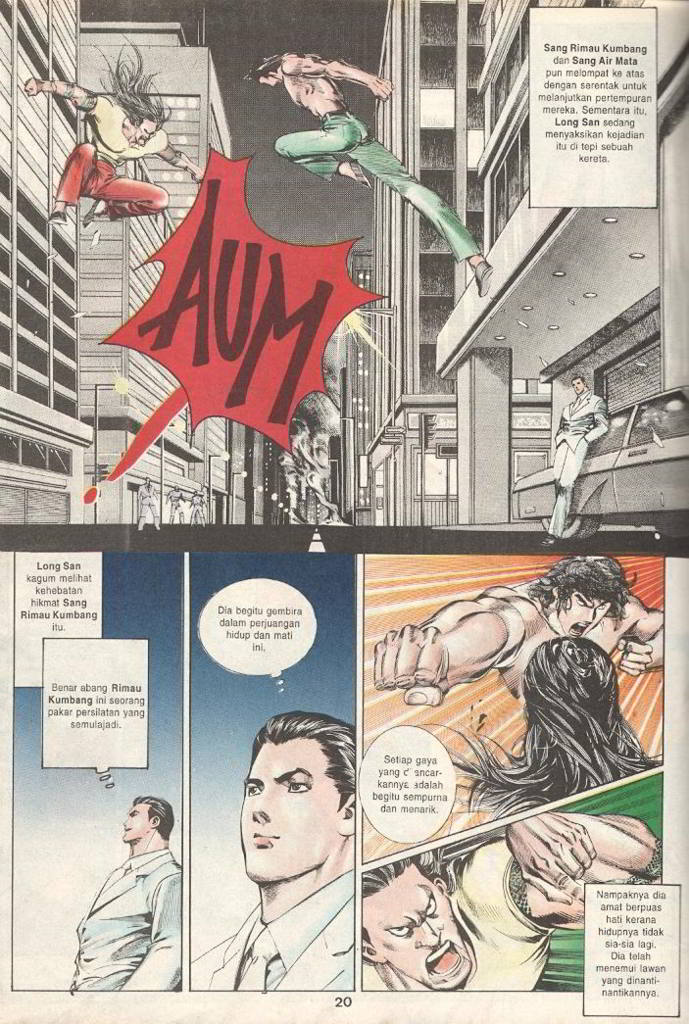 Sang Rimau Kumbang
dan Sang Air Mata
pun melompat ke atas
dengan serentak untuk
melanjutkan pertempuran
mereka. Sementara itu,
Long San sedang
menyaksikan kejadian
itu di tepi sebuah
kereta.
AUM
Long San
kagum melihat
kehebatan
hikmat Sang
Rimau Kumbang
itu.
Benar abang Rimau
Kumbang ini seorang
pakar persilatan yang
semulajadi.
Dia begitu gembira
dalam perjuangan
hidup dan mati
ini.
Setiap gaya
yang dilancar-
kannya adalah
begitu sempurna
dan menarik.
Nampaknya dia
amat berpuas
hati kerana
hidupnya tidak
sia-sia lagi.
Dia telah
menemui lawan
yang dinanti-
nantikannya.
20